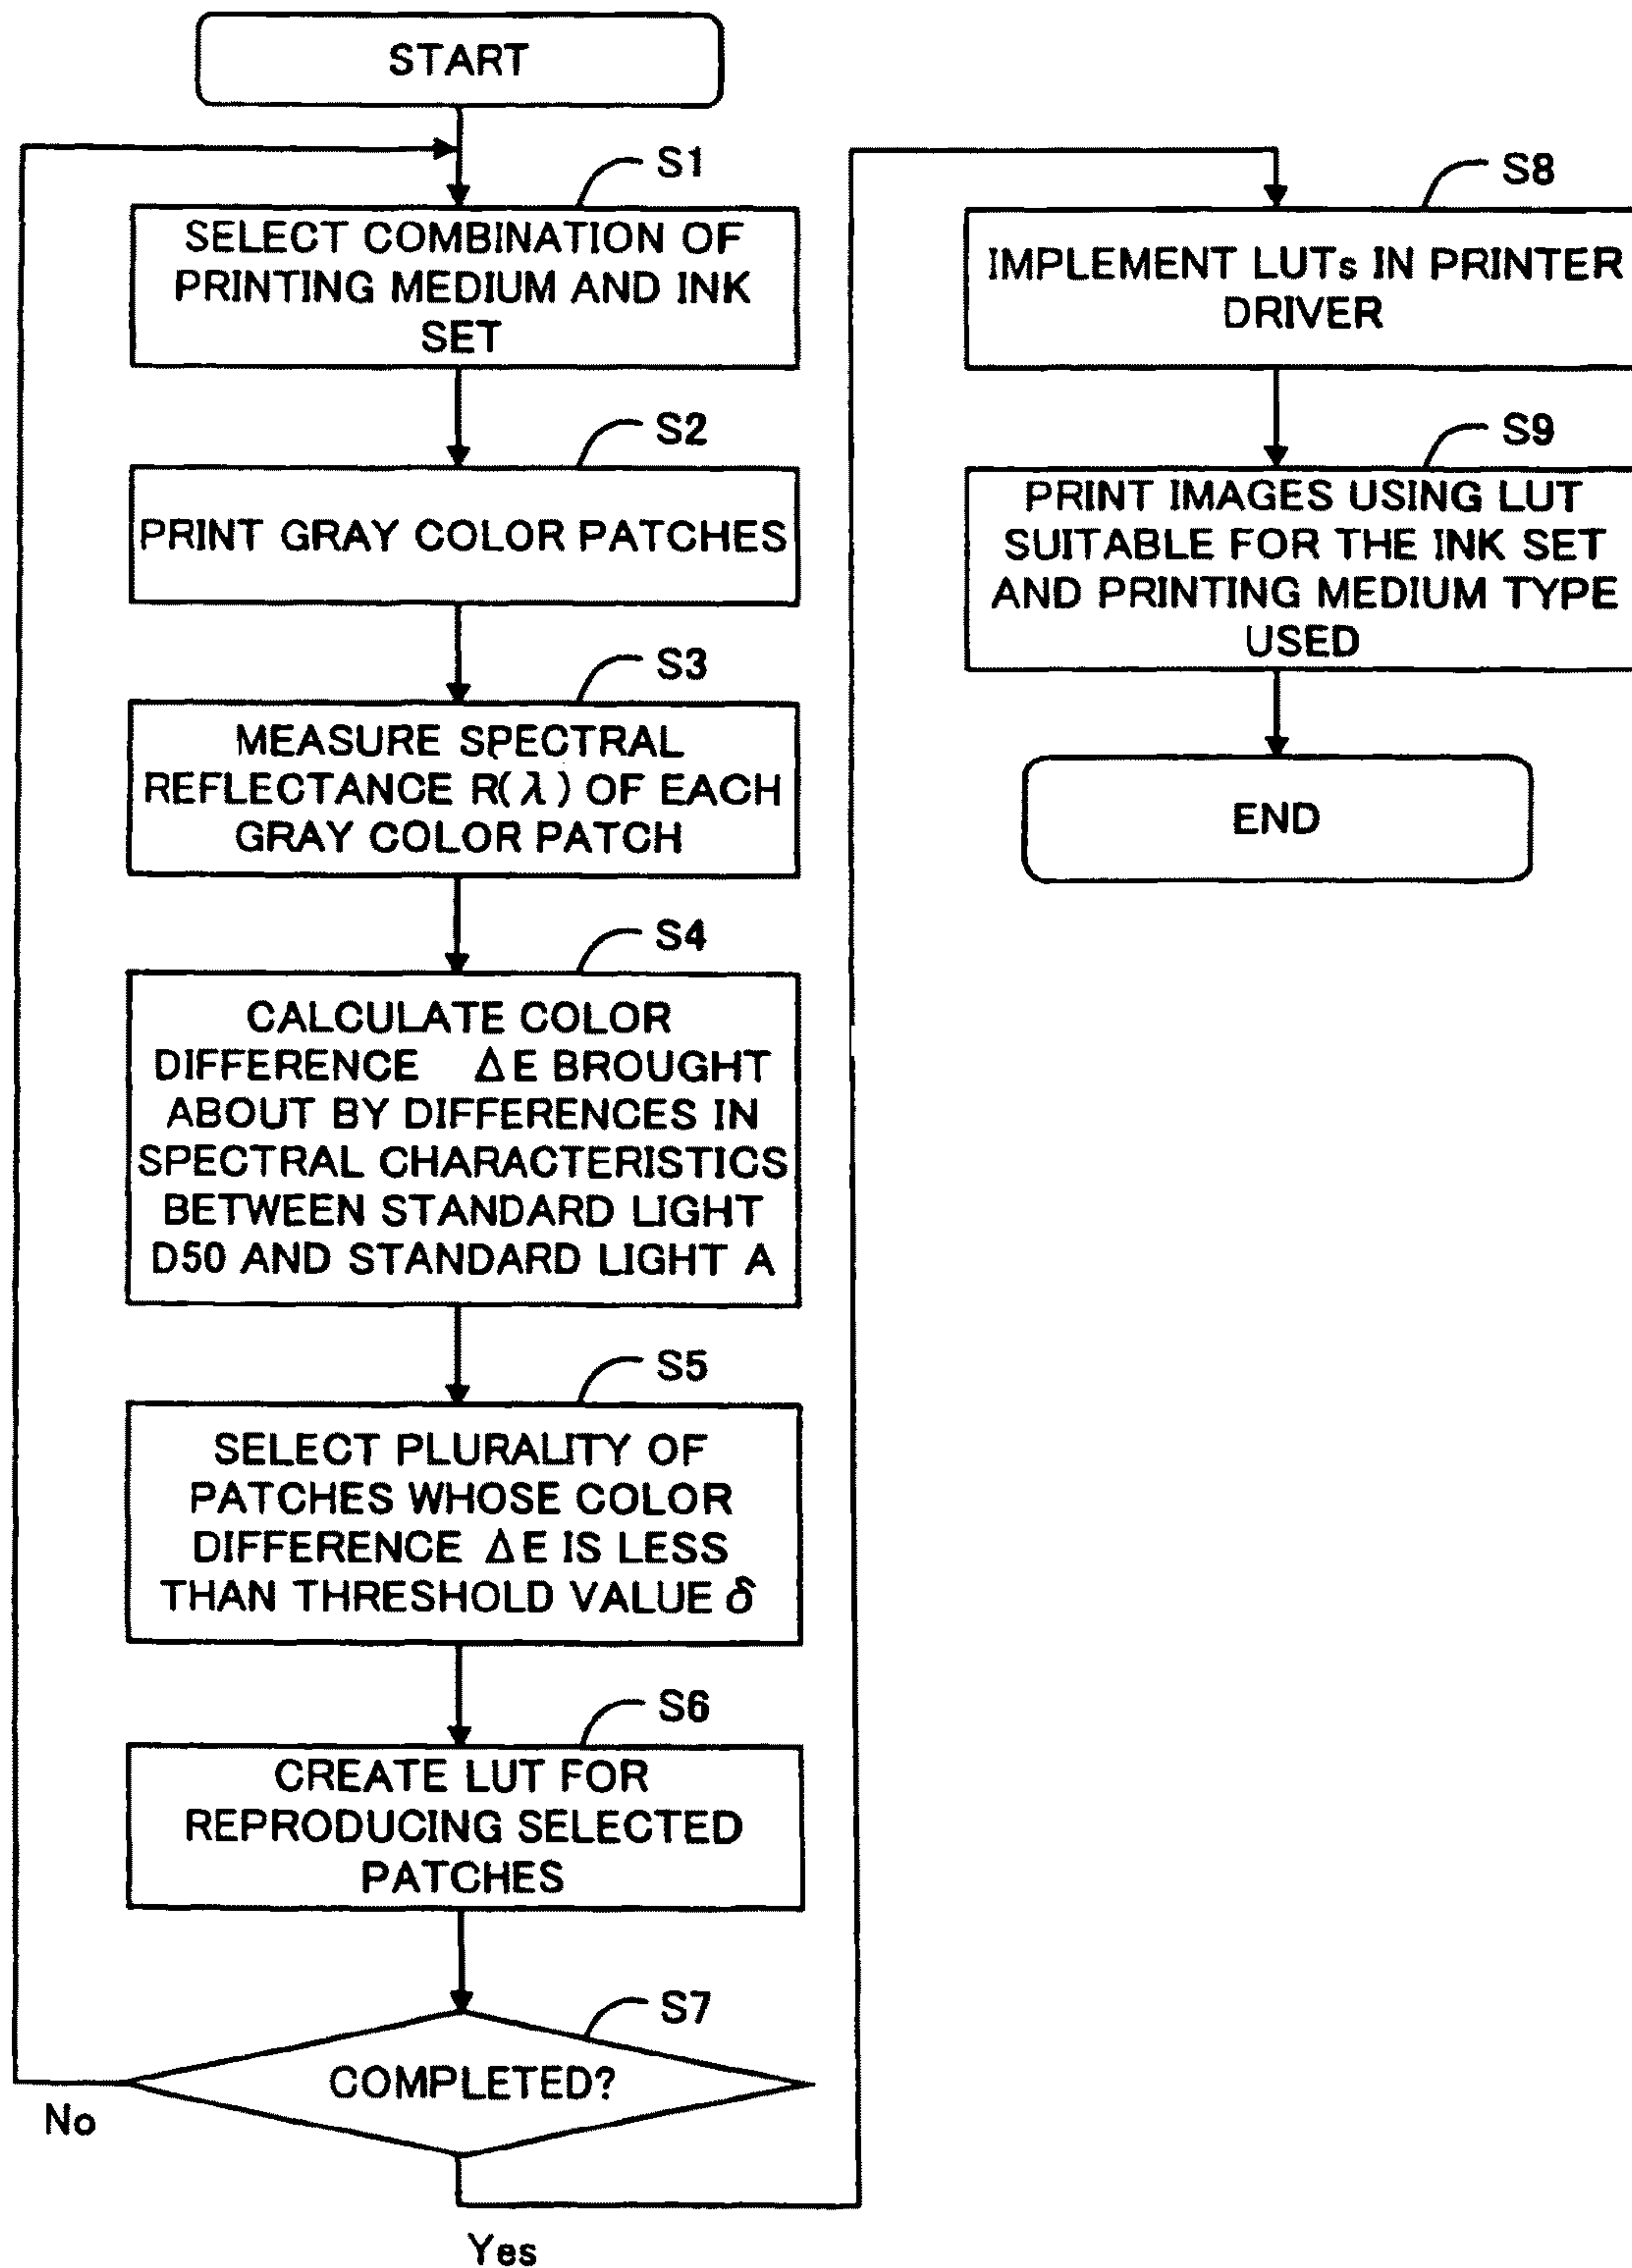 START
S1
SELECT COMBINATION OF
PRINTING MEDIUM AND INK
SET
S2
PRINT GRAY COLOR PATCHES
S3
MEASURE SPECTRAL
REFLECTANCE R(λ) OF EACH
GRAY COLOR PATCH
S4
CALCULATE COLOR
DIFFERENCE ΔE BROUGHT
ABOUT BY DIFFERENCES IN
SPECTRAL CHARACTERISTICS
BETWEEN STANDARD LIGHT
D50 AND STANDARD LIGHT A
S5
SELECT PLURALITY OF
PATCHES WHOSE COLOR
DIFFERENCE ΔE IS LESS
THAN THRESHOLD VALUE δ
S6
CREATE LUT FOR
REPRODUCING SELECTED
PATCHES
S7
COMPLETED?
No
Yes
S8
IMPLEMENT LUTs IN PRINTER
DRIVER
S9
PRINT IMAGES USING LUT
SUITABLE FOR THE INK SET
AND PRINTING MEDIUM TYPE
USED
END